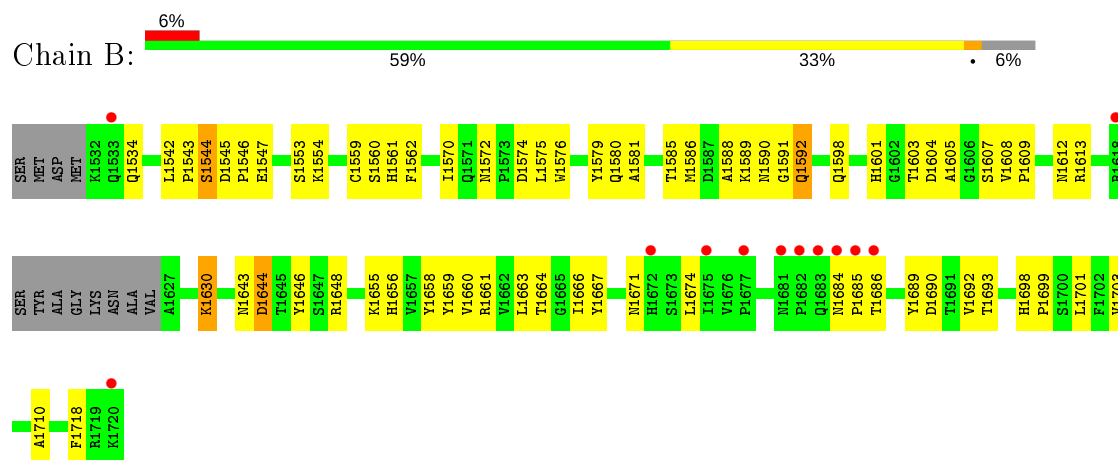 6%
Chain B:
59% 33% • 6%
SER MET ASP MET K1532 Q1533 Q1534 L1542 P1543 S1544 D1545 P1546 E1547 S1553 K1554 C1559 S1560 H1561 F1562 I1570 Q1571 N1572 P1573 D1574 L1575 W1576 Y1579 Q1580 A1581 T1585 M1586 D1587 A1588 K1589 N1590 G1591 Q1592 Q1598 H1601 G1602 T1603 D1604 A1605 G1606 S1607 V1608 P1609 N1612 R1613 R1618
SER TYR ALA GLY LYS ASN ALA VAL A1627 K1630 N1643 D1644 T1645 Y1646 S1647 R1648 K1655 H1656 V1657 Y1658 Y1659 V1660 R1661 V1662 L1663 T1664 G1665 I1666 Y1667 N1671 H1672 S1673 L1674 I1675 V1676 P1677 N1681 P1682 Q1683 N1684 P1685 T1686 Y1689 D1690 T1691 V1692 T1693 H1698 P1699 S1700 L1701 F1702 V1703
A1710 F1718 R1719 K1720